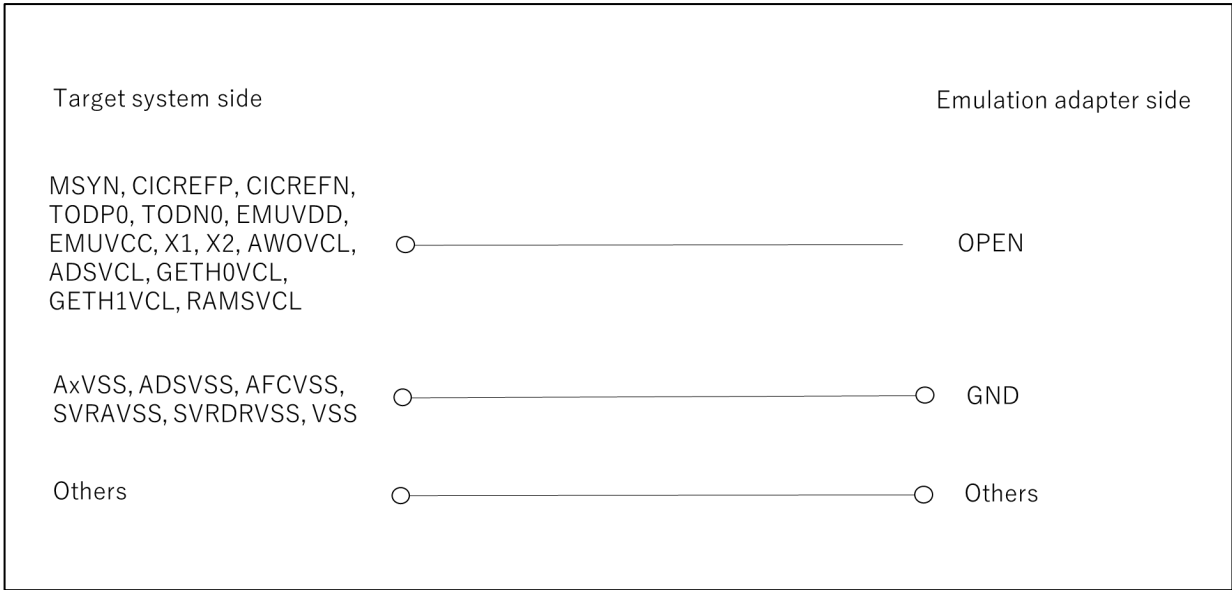 Target system side
Emulation adapter side
MSYN, CICREFP, CICREFN,
TODP0, TODN0, EMUVDD,
EMUVCC, X1, X2, AWOVCL,
ADSVCL, GETH0VCL,
GETH1VCL, RAMSVCL
OPEN
AxVSS, ADSVSS, AFCVSS,
SVRAVSS, SVRDRVSS, VSS
GND
Others
Others